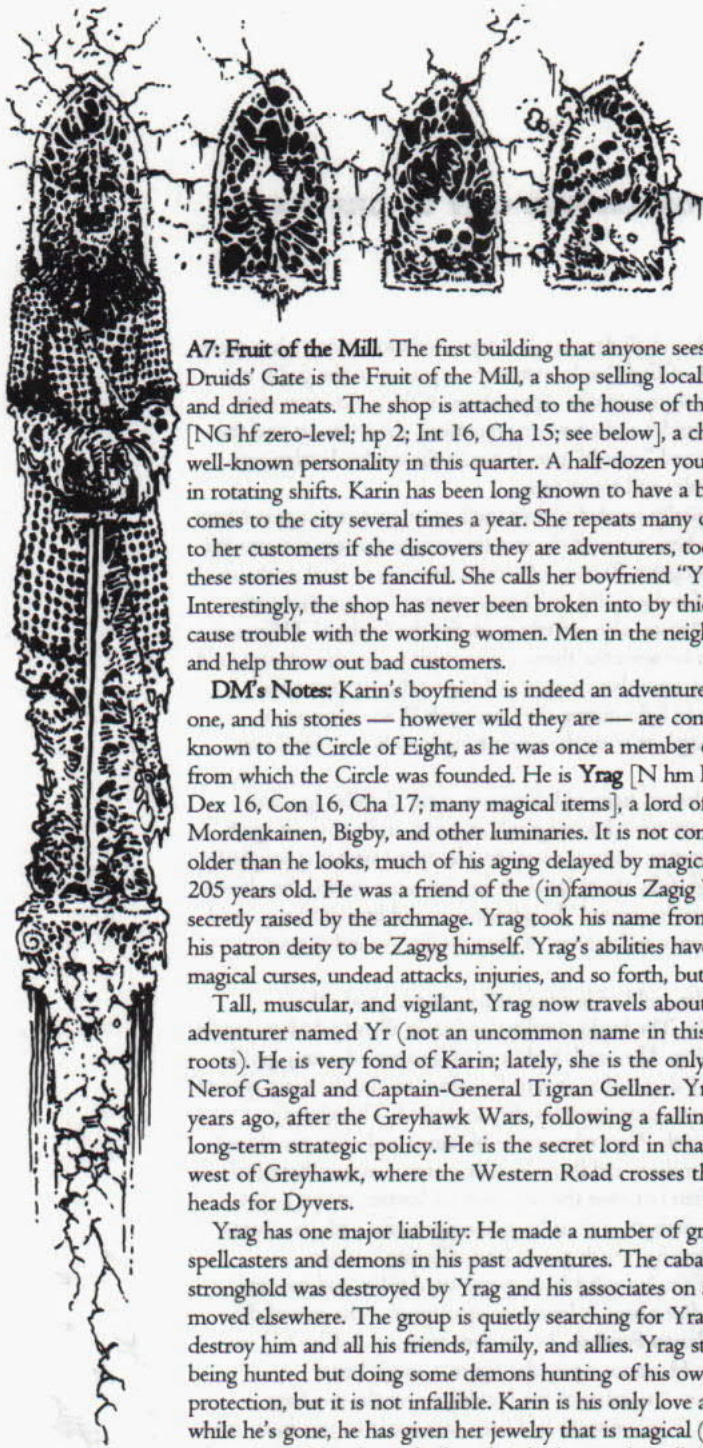 A7: Fruit of the Mill. The first building that anyone sees
Druids' Gate is the Fruit of the Mill, a shop selling local
and dried meats. The shop is attached to the house of th
[NG hf zero-level; hp 2; Int 16, Cha 15; see below], a ch
well-known personality in this quarter. A half-dozen you
in rotating shifts. Karin has been long known to have a b
comes to the city several times a year. She repeats many o
to her customers if she discovers they are adventurers, too
these stories must be fanciful. She calls her boyfriend “Y
Interestingly, the shop has never been broken into by thie
cause trouble with the working women. Men in the neigh
and help throw out bad customers.
DM's Notes: Karin's boyfriend is indeed an adventure
one, and his stories — however wild they are — are con
known to the Circle of Eight, as he was once a member o
from which the Circle was founded. He is Yrag [N hm
Dex 16, Con 16, Cha 17; many magical items], a lord of
Mordenkainen, Bigby, and other luminaries. It is not con
older than he looks, much of his aging delayed by magic
205 years old. He was a friend of the (in)famous Zagig
secretly raised by the archmage. Yrag took his name from
his patron deity to be Zagyg himself. Yrag's abilities have
magical curses, undead attacks, injuries, and so forth, but
Tall, muscular, and vigilant, Yrag now travels about
adventurer named Yr (not an uncommon name in this
roots). He is very fond of Karin; lately, she is the only
Nerof Gasgal and Captain-General Tigran Gellner. Yr
years ago, after the Greyhawk Wars, following a fallin
long-term strategic policy. He is the secret lord in cha
west of Greyhawk, where the Western Road crosses th
heads for Dyvers.
Yrag has one major liability: He made a number of gr
spellcasters and demons in his past adventures. The caba
stronghold was destroyed by Yrag and his associates on
moved elsewhere. The group is quietly searching for Yra
destroy him and all his friends, family, and allies. Yrag st
being hunted but doing some demons hunting of his ow
protection, but it is not infallible. Karin is his only love a
while he's gone, he has given her jewelry that is magical (